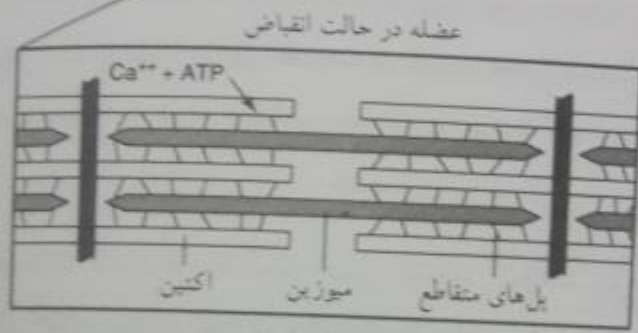 عضله در حالت انقباض
Ca⁺⁺ + ATP
پل‌های متقاطع
میوزین
اکتین